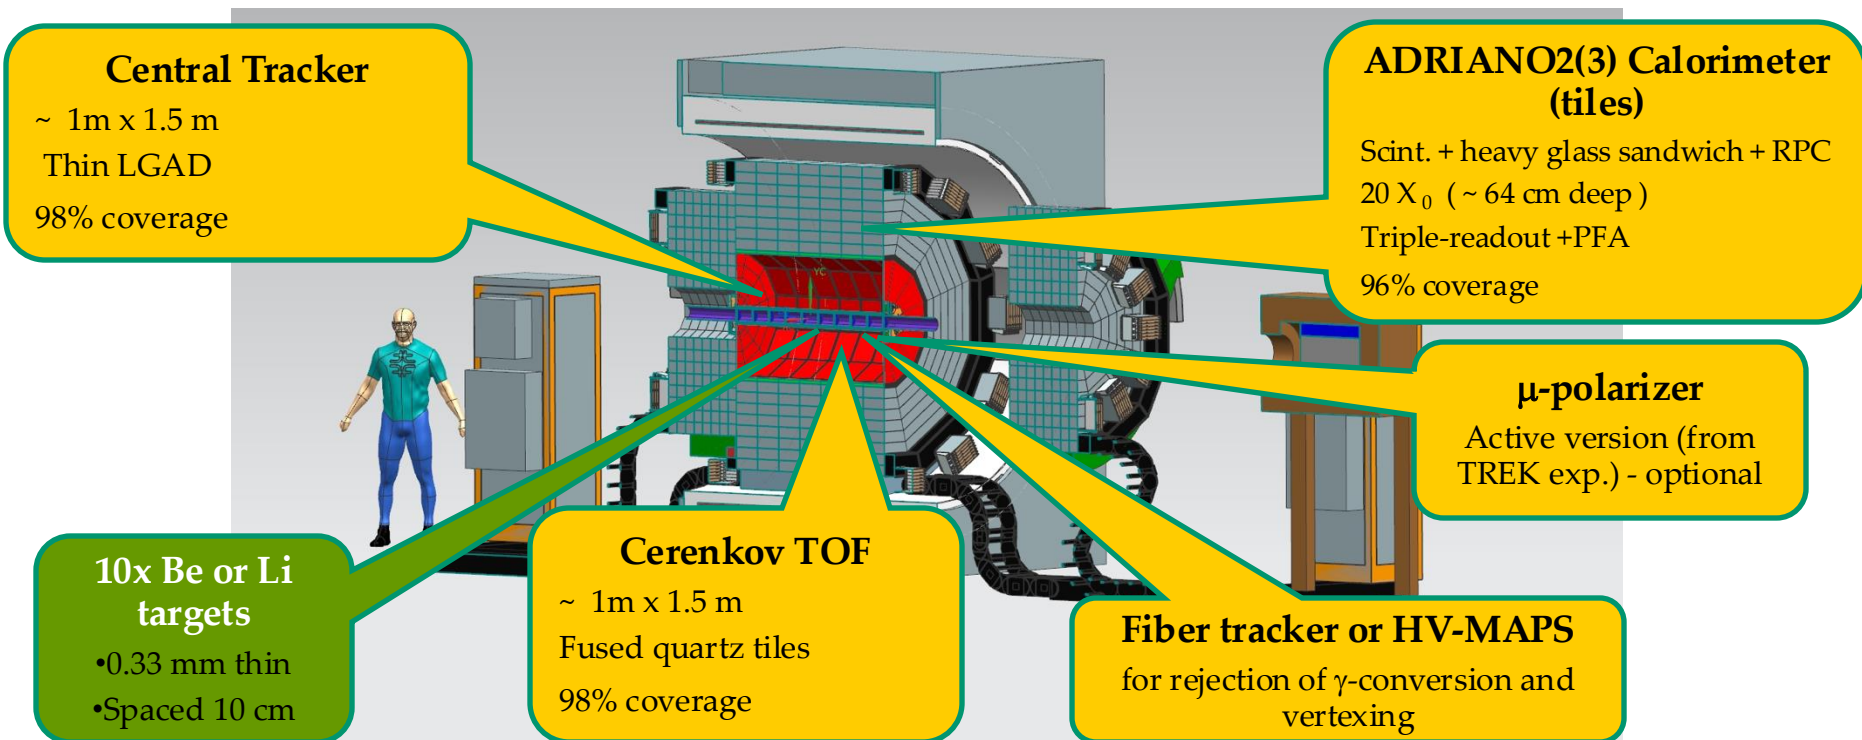 Central Tracker
~ 1m x 1.5 m
Thin LGAD
98% coverage
ADRIANO2(3) Calorimeter
(tiles)
Scint. + heavy glass sandwich + RPC
20 X₀ ( ~ 64 cm deep )
Triple-readout +PFA
96% coverage
YC
μ-polarizer
Active version (from
TREK exp.) - optional
10x Be or Li
targets
•0.33 mm thin
•Spaced 10 cm
Cerenkov TOF
~ 1m x 1.5 m
Fused quartz tiles
98% coverage
Fiber tracker or HV-MAPS
for rejection of γ-conversion and
vertexing